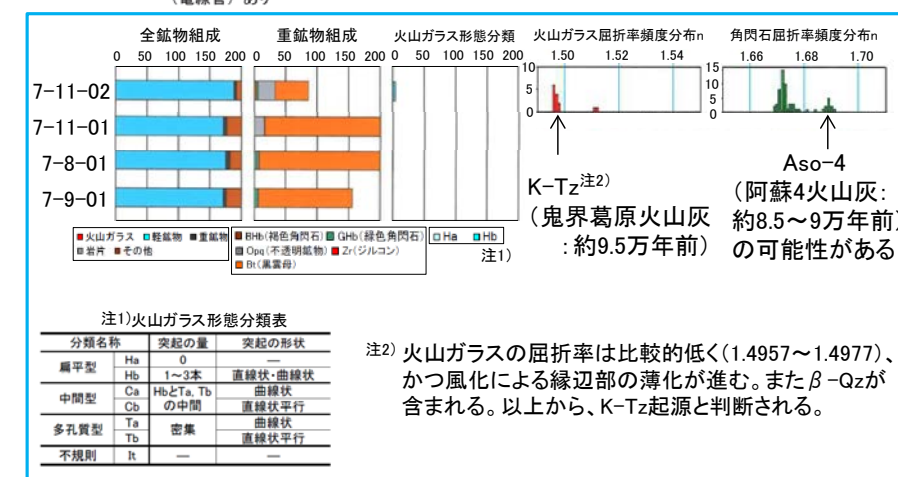 (電線管) あり
全鉱物組成 重鉱物組成 火山ガラス形態分類 火山ガラス屈折率頻度分布n 角閃石屈折率頻度分布n
0 50 100 150 200 0 50 100 150 200 0 50 100 150 200
1.50 1.52 1.54
10
5
0
1.66 1.68 1.70
15
10
5
0
7-11-02
7-11-01
7-8-01
7-9-01
K-Tz注2)
(鬼界葛原火山灰
:約9.5万年前)
Aso-4
(阿蘇4火山灰:
約8.5~9万年前)
の可能性がある
■火山ガラス ■軽鉱物 ■重鉱物
■岩片 ■その他
■BHb(褐色角閃石) ■GHb(緑色角閃石)
■Opq(不透明鉱物) ■Zr(ジルコン)
■Bt(黒雲母)
□Ha ■Hb
注1)
注1)火山ガラス形態分類表
分類名称 突起の量 突起の形状
扁平型 Ha 0 —
Hb 1~3本 直線状・曲線状
中間型 Ca HbとTa, Tbの中間 曲線状
Cb 直線状平行
多孔質型 Ta 密集 曲線状
Tb 直線状平行
不規則 It — —
注2) 火山ガラスの屈折率は比較的低く(1.4957~1.4977)、
かつ風化による縁辺部の薄化が進む。またβ-Qzが
含まれる。以上から、K-Tz起源と判断される。